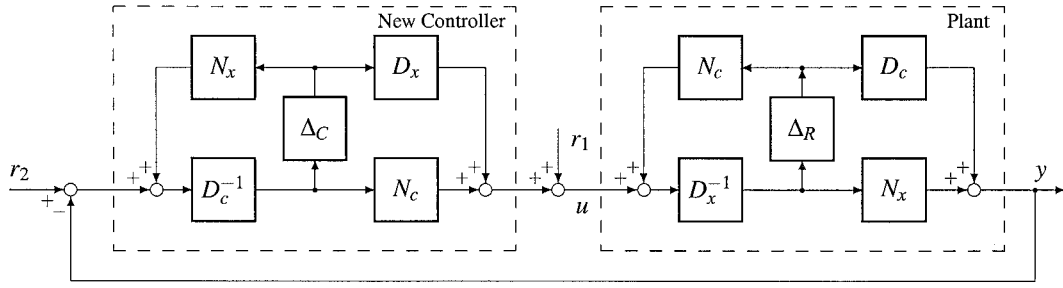 New Controller
Plant
N_x
D_x
N_c
D_c
Δ_C
Δ_R
r_2
r_1
+
+
+
+
+
+
+
+
+
+
+
+
−
D_c^{-1}
N_c
u
D_x^{-1}
N_x
y